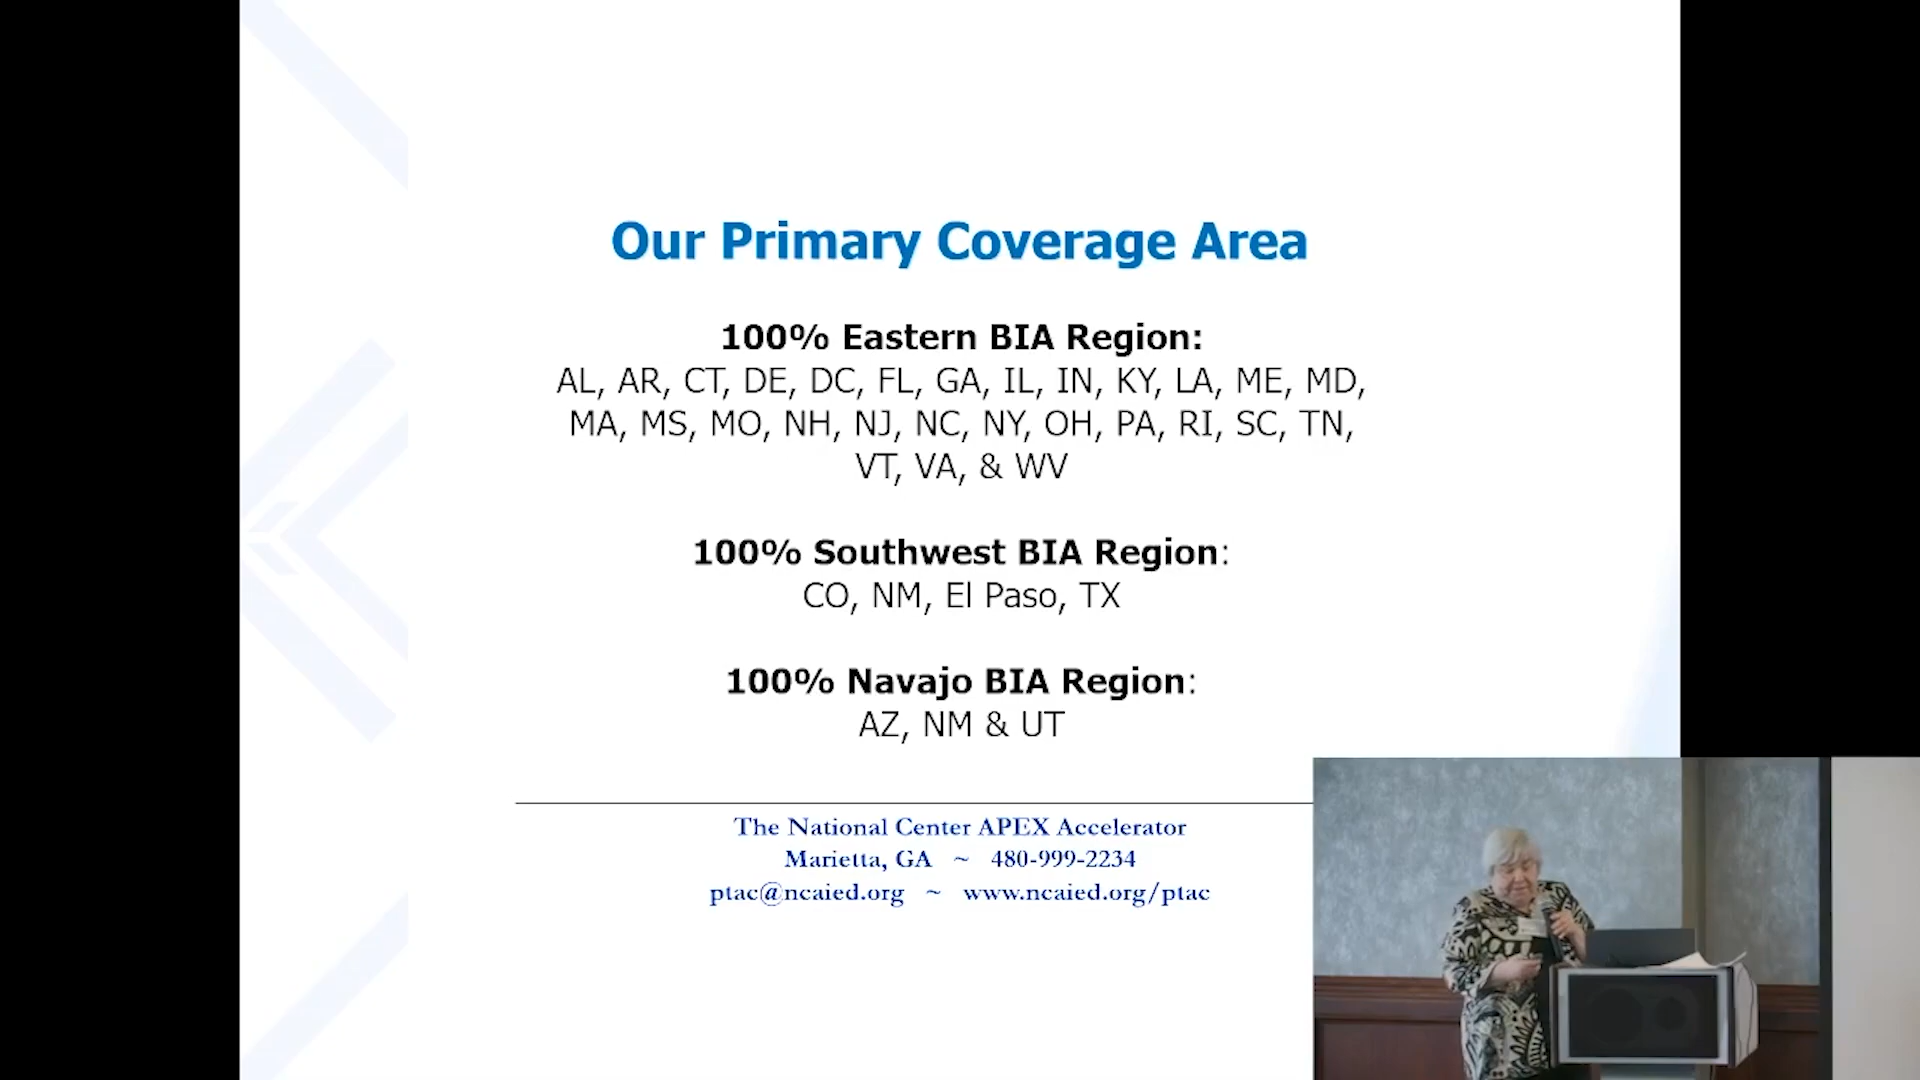 Our Primary Coverage Area
100% Eastern BIA Region:
AL, AR, CT, DE, DC, FL, GA, IL, IN, KY, LA, ME, MD,
MA, MS, MO, NH, NJ, NC, NY, OH, PA, RI, SC, TN,
VT, VA, & WV
100% Southwest BIA Region:
CO, NM, El Paso, TX
100% Navajo BIA Region:
AZ, NM & UT
The National Center APEX Accelerator
Marietta, GA ~ 480-999-2234
ptac@ncaied.org ~ www.ncaied.org/ptac